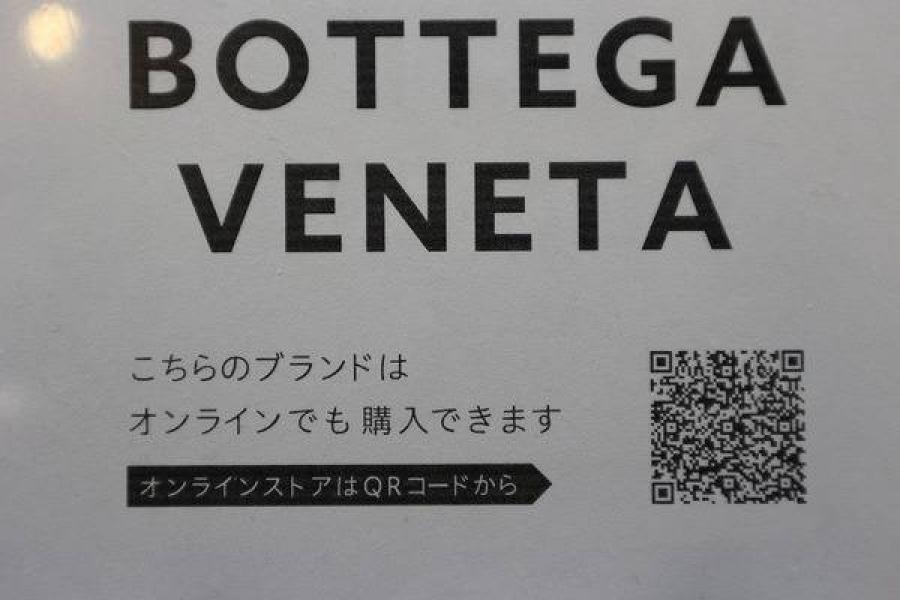 BOTTEGA
VENETA
こちらのブランドは
オンラインでも購入できます
オンラインストアはQRコードから